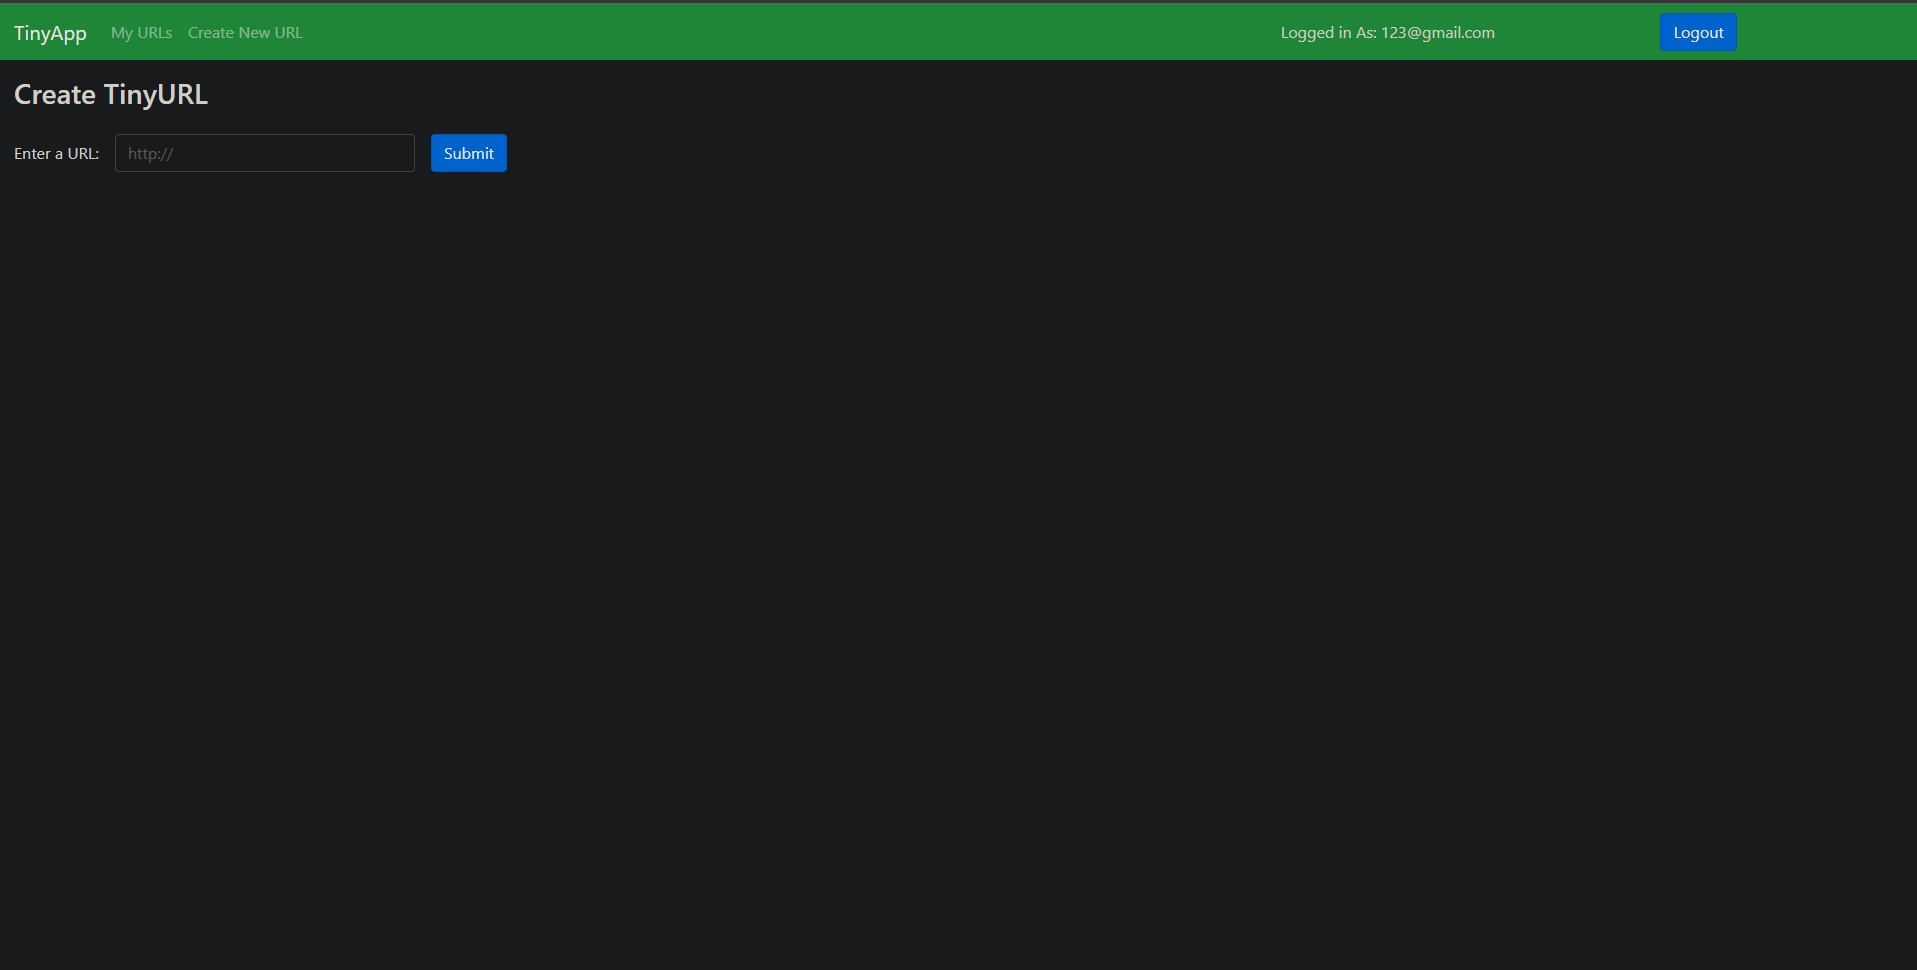 TinyApp My URLs Create New URL Logged in As: 123@gmail.com Logout
Create TinyURL
Enter a URL: http:// Submit